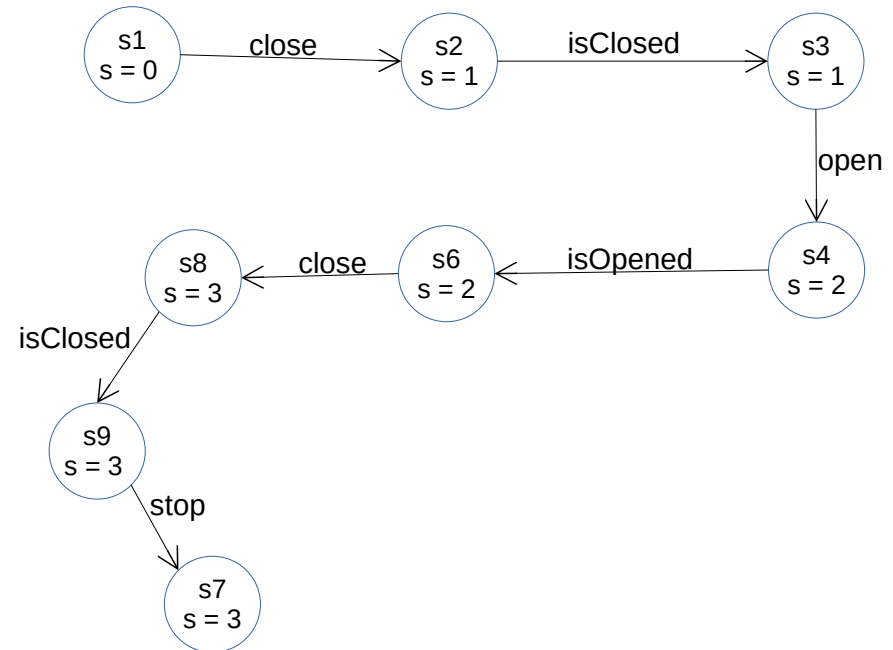 s1
s = 0
close
s2
s = 1
isClosed
s3
s = 1
open
s4
s = 2
isOpened
s6
s = 2
close
s8
s = 3
isClosed
s9
s = 3
stop
s7
s = 3